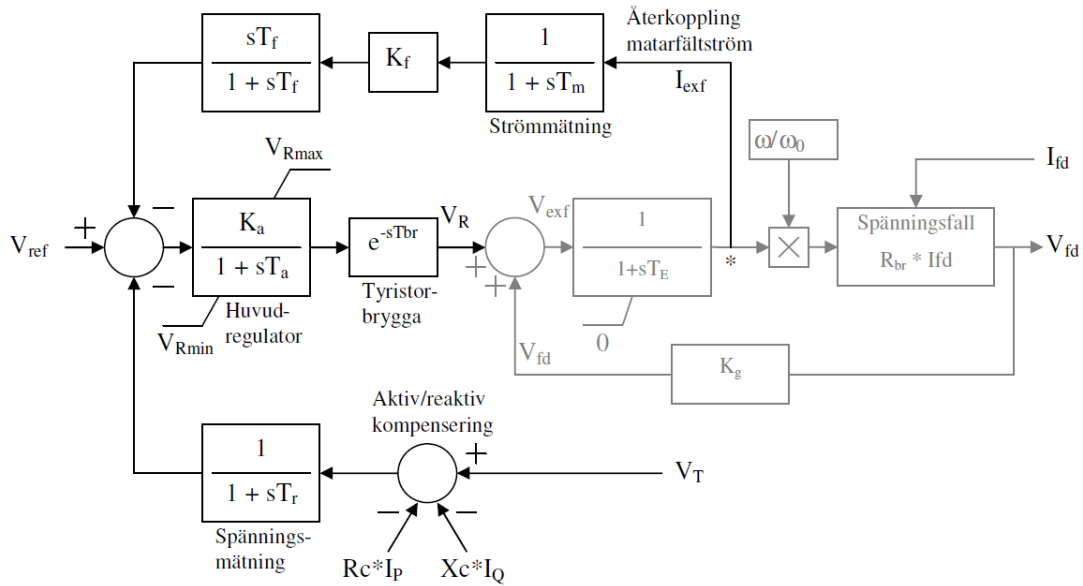 Återkoppling
matarfältström
I_exf
sT_f
1 + sT_f
K_f
1
1 + sT_m
Strömmätning
V_Rmax
ω/ω_0
I_fd
V_ref
+
−
−
K_a
1 + sT_a
V_Rmin
Huvud-
regulator
e^-sTbr
Tyristor-
brygga
V_R
+
+
V_exf
1
1+sT_E
0
*
×
Spänningsfall
R_br * Ifd
V_fd
V_fd
K_g
Aktiv/reaktiv
kompensering
1
1 + sT_r
Spännings-
mätning
+
−
−
V_T
Rc*I_P
Xc*I_Q